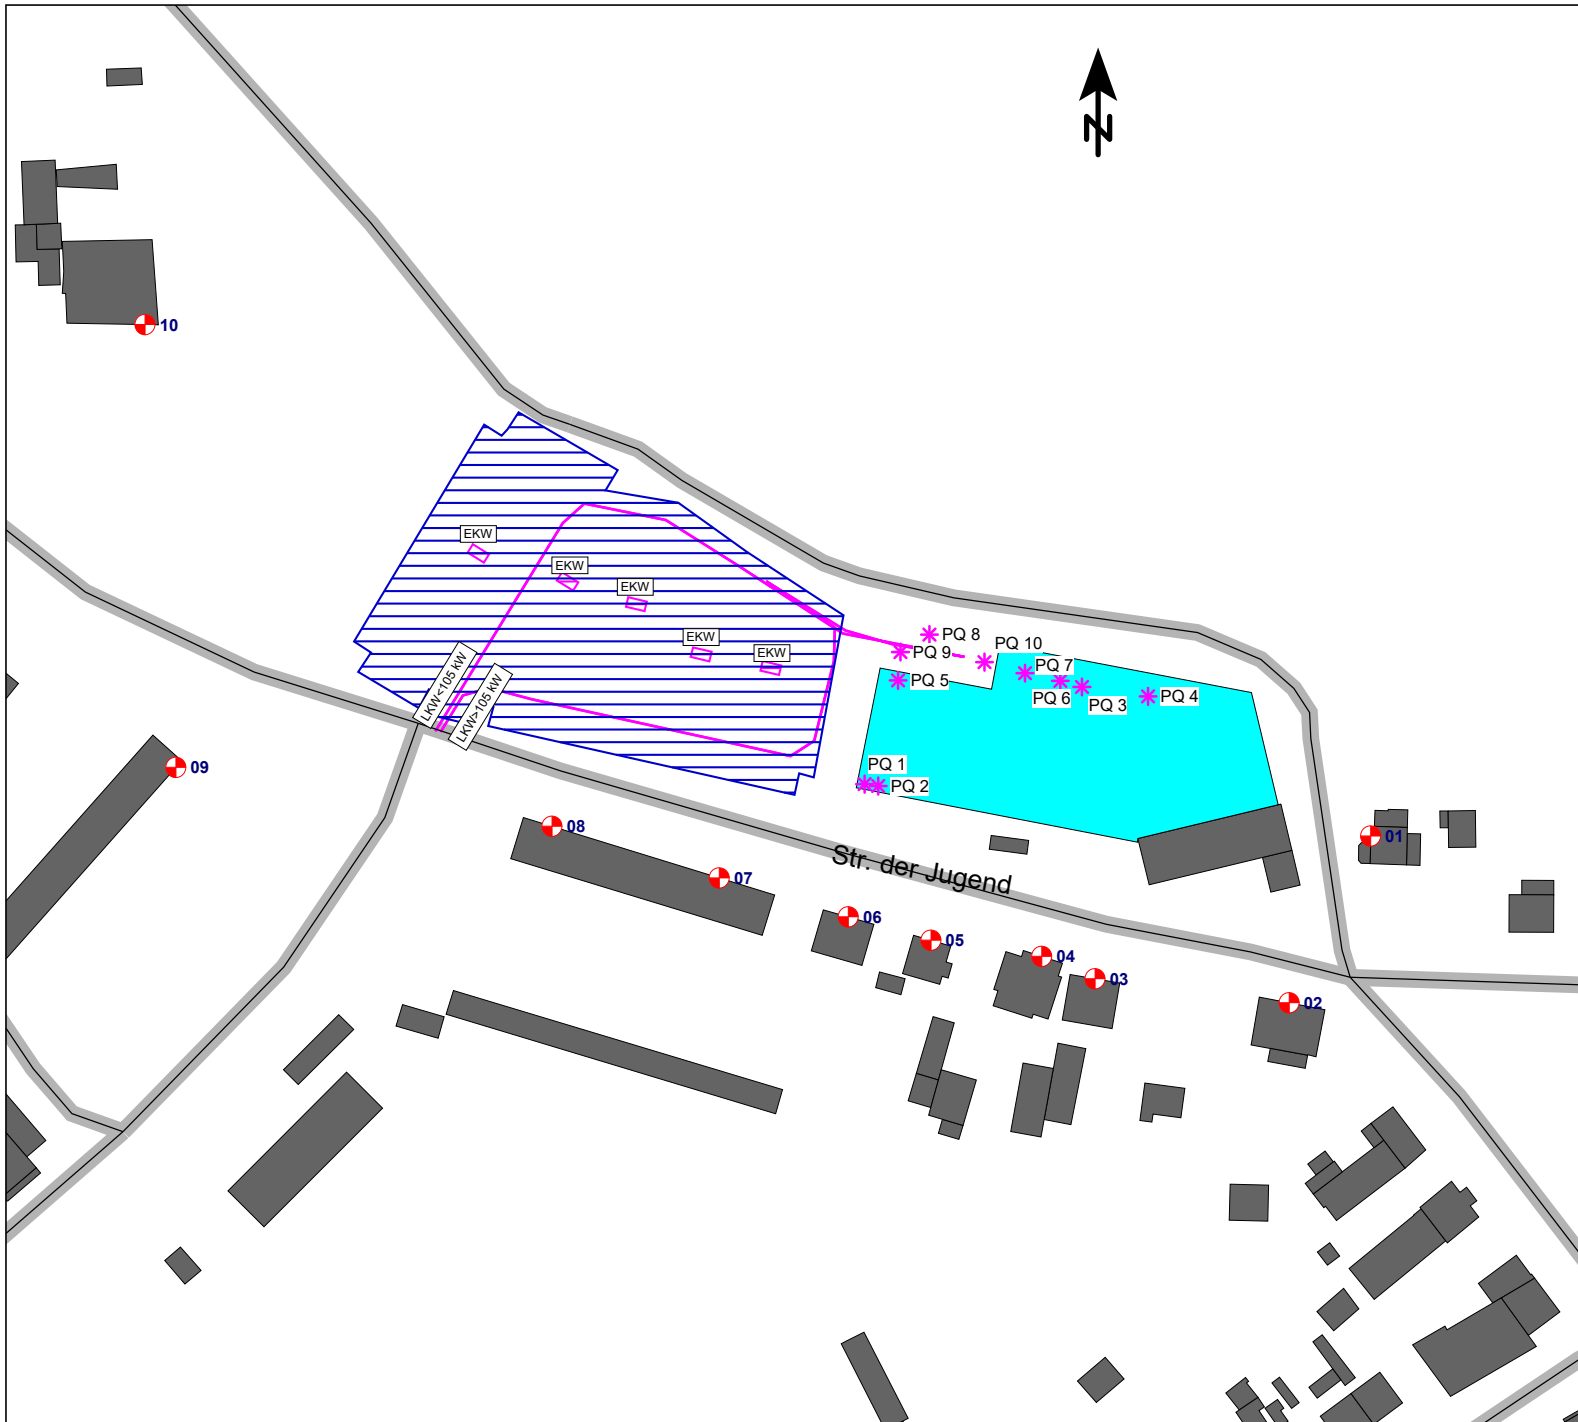 N
10
EKW
EKW
EKW
EKW
EKW
PQ 8
PQ 9
PQ 10
PQ 7
PQ 5
PQ 6
PQ 3
PQ 4
LKW<105 kW
LKW>105 kW
PQ 1
PQ 2
09
08
01
Str. der Jugend
07
06
05
04
03
02